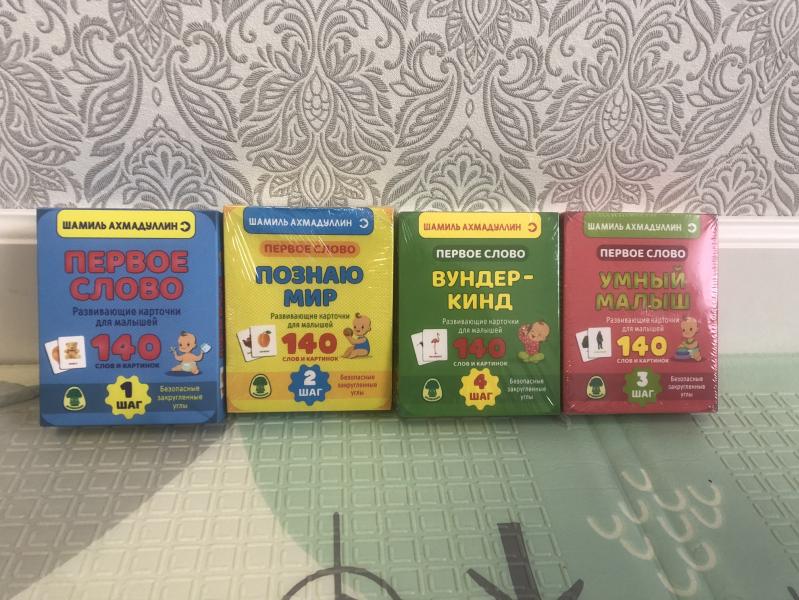 ШАМИЛЬ АХМАДУЛЛИН
ПЕРВОЕ
СЛОВО
Развивающие карточки
для малышей
140
СЛОВ И КАРТИНОК
1
ШАГ
Безопасные
закругленные
углы
ШАМИЛЬ АХМАДУЛЛИН
ПЕРВОЕ СЛОВО
ПОЗНАЮ
МИР
Развивающие карточки
для малышей
140
СЛОВ И КАРТИНОК
2
ШАГ
Безопасные
закругленные
углы
ШАМИЛЬ АХМАДУЛЛИН
ПЕРВОЕ СЛОВО
ВУНДЕР-
КИНД
Развивающие карточки
для малышей
140
СЛОВ И КАРТИНОК
4
ШАГ
Безопасные
закругленные
углы
ШАМИЛЬ АХМАДУЛЛИН
ПЕРВОЕ СЛОВО
УМНЫЙ
МАЛЫШ
Развивающие карточки
для малышей
140
СЛОВ И КАРТИНОК
3
ШАГ
Безопасные
закругленные
углы